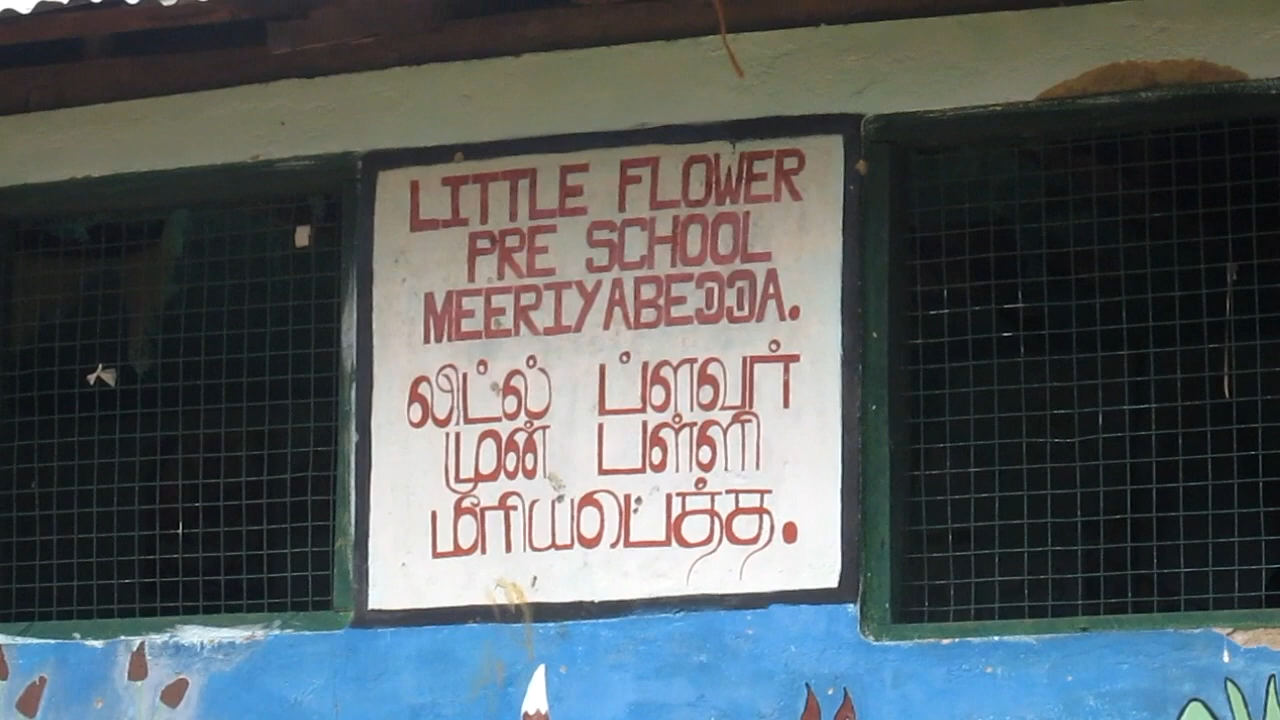 LITTLE FLOWER
PRE SCHOOL
MEERIYABEDDA.
லிட்ல் ப்ளவர்
முன் பள்ளி
மீரியபெத்த.